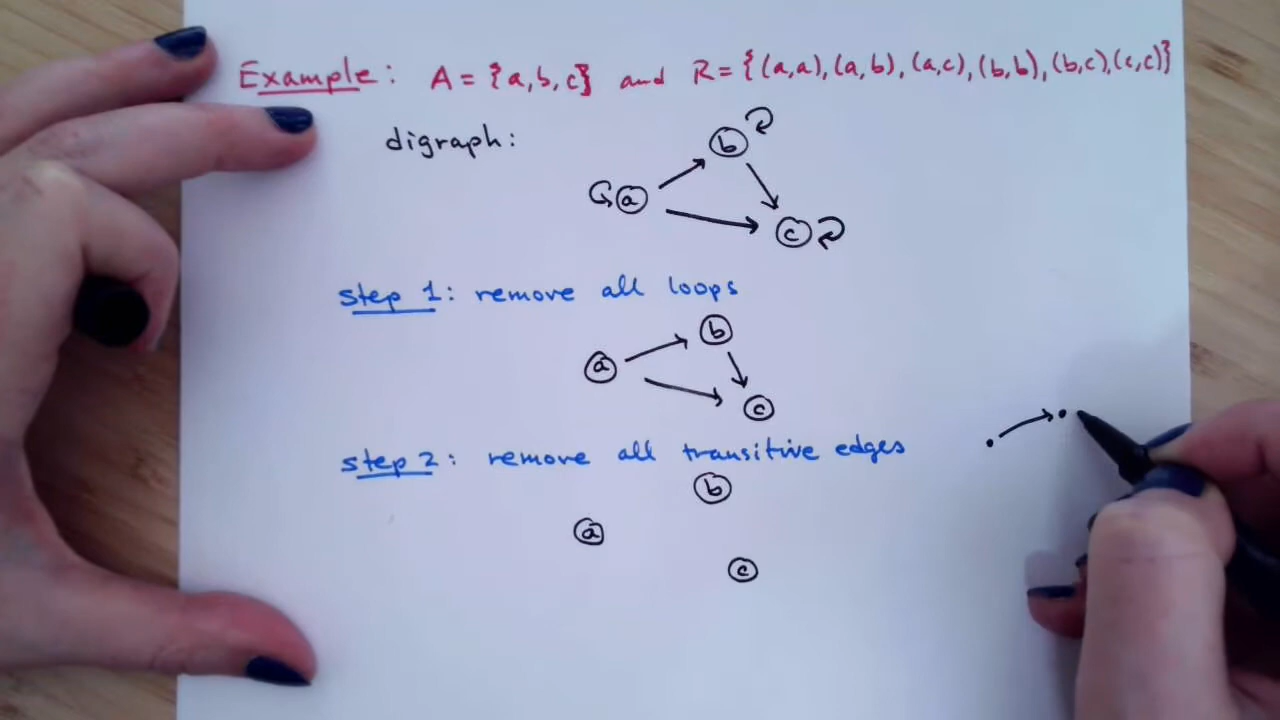 Example: A = {a, b, c} and R = {(a,a), (a,b), (a,c), (b,b), (b,c), (c,c)}
digraph:
b
a
c
step 1: remove all loops
b
a
c
step 2: remove all transitive edges
b
a
c